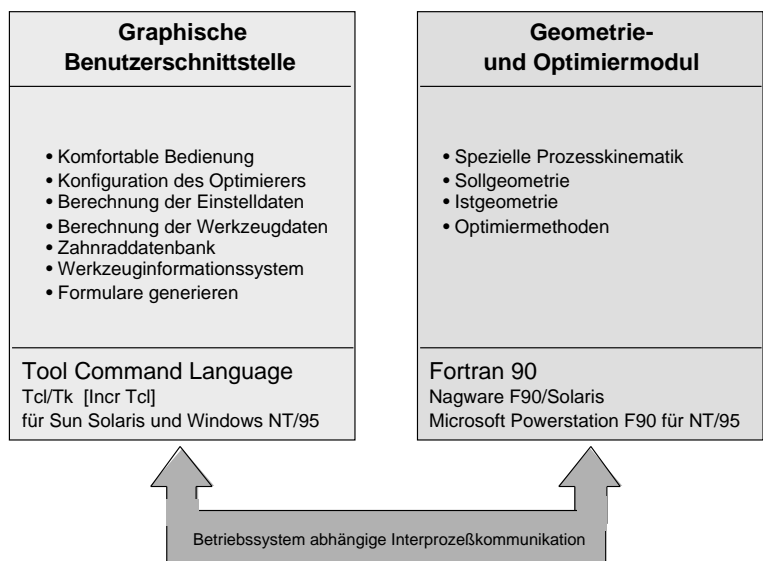 Graphische
Benutzerschnittstelle
• Komfortable Bedienung
• Konfiguration des Optimierers
• Berechnung der Einstelldaten
• Berechnung der Werkzeugdaten
• Zahnraddatenbank
• Werkzeuginformationssystem
• Formulare generieren
Tool Command Language
Tcl/Tk [Incr Tcl]
für Sun Solaris und Windows NT/95
Geometrie-
und Optimiermodul
• Spezielle Prozesskinematik
• Sollgeometrie
• Istgeometrie
• Optimiermethoden
Fortran 90
Nagware F90/Solaris
Microsoft Powerstation F90 für NT/95
Betriebssystem abhängige Interprozeßkommunikation